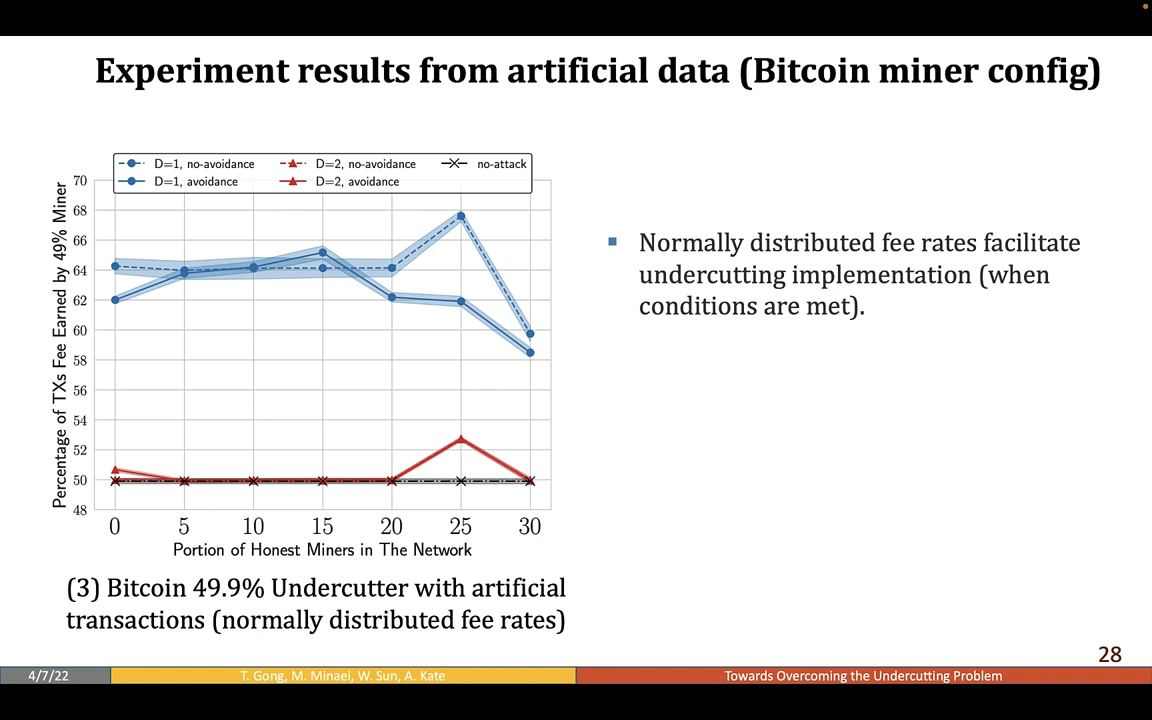 Experiment results from artificial data (Bitcoin miner config)
D=1, no-avoidance
D=2, no-avoidance
no-attack
D=1, avoidance
D=2, avoidance
Percentage of TXs Fee Earned by 49% Miner
70
68
66
64
62
60
58
56
54
52
50
48
0 5 10 15 20 25 30
Portion of Honest Miners in The Network
(3) Bitcoin 49.9% Undercutter with artificial
transactions (normally distributed fee rates)
Normally distributed fee rates facilitate
undercutting implementation (when
conditions are met).
28
4/7/22
T. Gong, M. Minaei, W. Sun, A. Kate
Towards Overcoming the Undercutting Problem